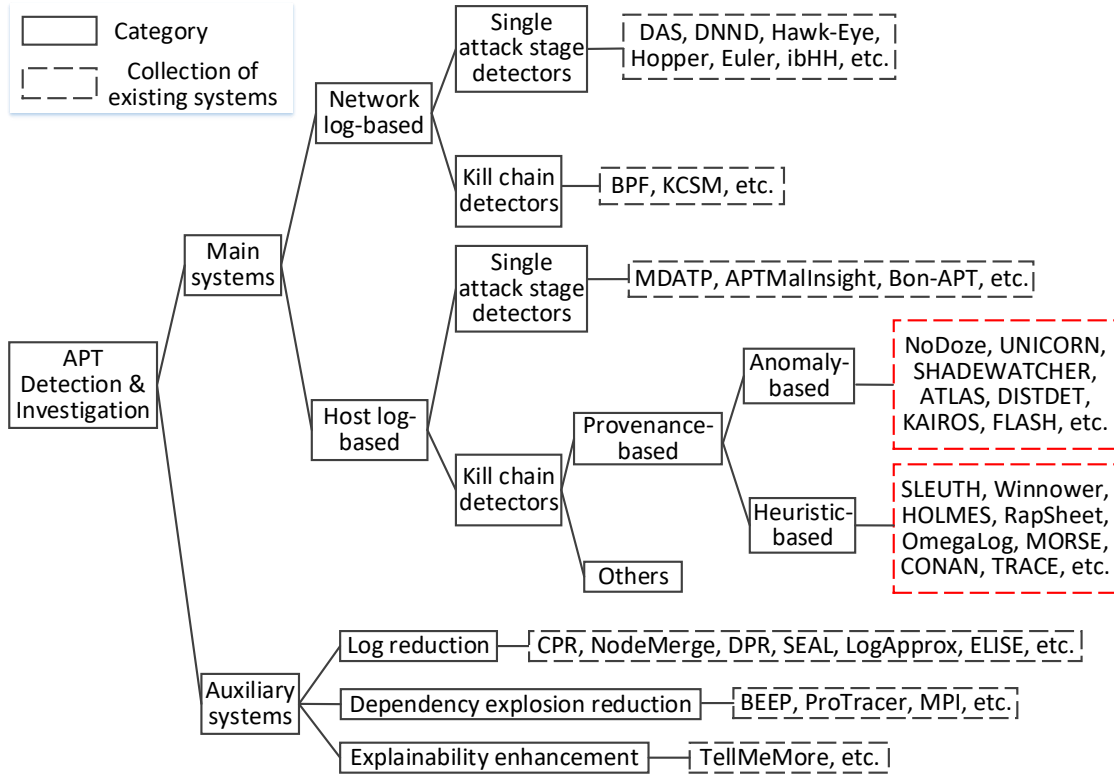 Category
Collection of
existing systems
Single
attack stage
detectors
DAS, DNND, Hawk-Eye,
Hopper, Euler, ibHH, etc.
Network
log-based
Kill chain
detectors
BPF, KCSM, etc.
Main
systems
Single
attack stage
detectors
MDATP, APTMalInsight, Bon-APT, etc.
APT
Detection &
Investigation
Host log-
based
Kill chain
detectors
Provenance-
based
Anomaly-
based
NoDoze, UNICORN,
SHADEWATCHER,
ATLAS, DISTDET,
KAIROS, FLASH, etc.
Heuristic-
based
SLEUTH, Winnower,
HOLMES, RapSheet,
OmegaLog, MORSE,
CONAN, TRACE, etc.
Others
Auxiliary
systems
Log reduction
CPR, NodeMerge, DPR, SEAL, LogApprox, ELISE, etc.
Dependency explosion reduction
BEEP, ProTracer, MPI, etc.
Explainability enhancement
TellMeMore, etc.